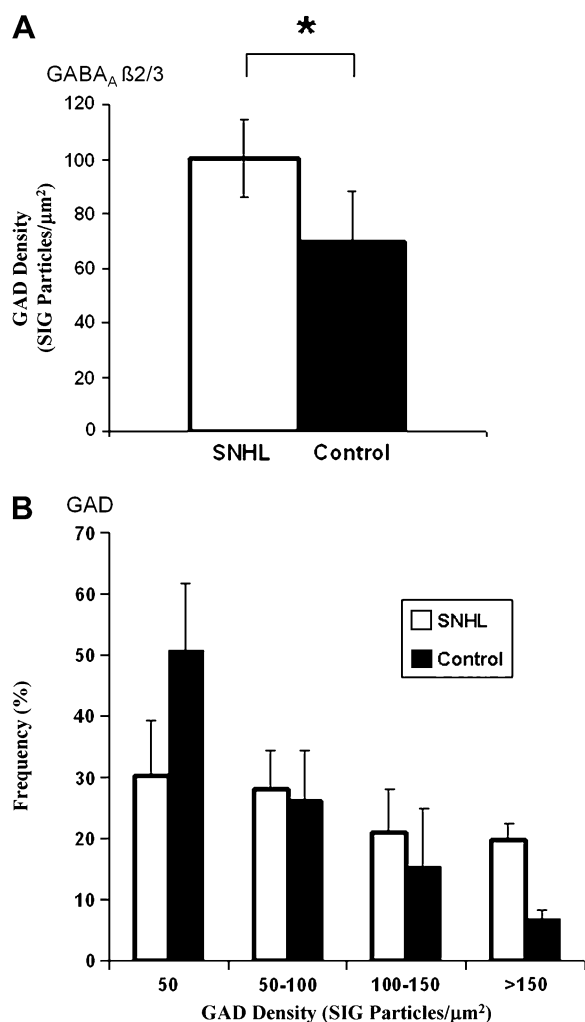 A
*
GABAA ß2/3
120
100
80
60
40
20
0
GAD Density
(SIG Particles/µm²)
SNHL Control
B
GAD
70
60
50
40
30
20
10
0
Frequency (%)
SNHL
Control
50 50-100 100-150 >150
GAD Density (SIG Particles/µm²)